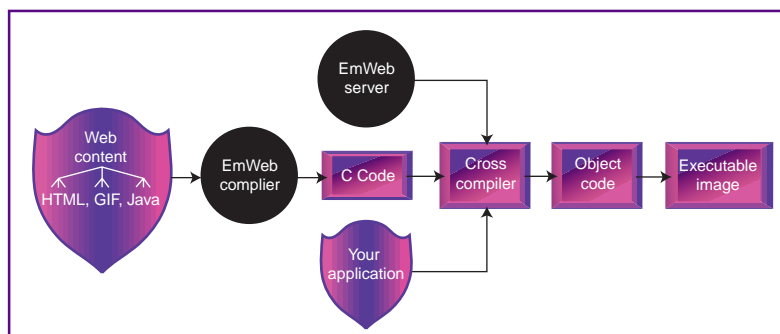 EmWeb
server
Web
content
HTML, GIF, Java
EmWeb
complier
C Code
Cross
compiler
Object
code
Executable
image
Your
application